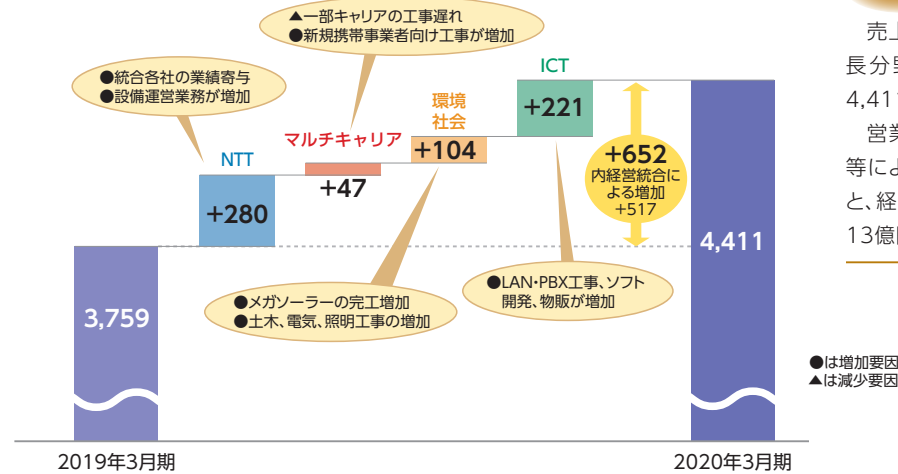 ▲一部キャリアの工事遅れ
●新規携帯事業者向け工事が増加
●統合各社の業績寄与
●設備運営業務が増加
NTT
+280
マルチキャリア
+47
環境
社会
+104
ICT
+221
+652
内経営統合に
よる増加
+517
3,759
4,411
●メガソーラーの完工増加
●土木、電気、照明工事の増加
●LAN・PBX工事、ソフト
開発、物販が増加
2019年3月期
2020年3月期
売上
長分野
4,411
営業
等によ
と、経
13億
●は増加要因
▲は減少要因